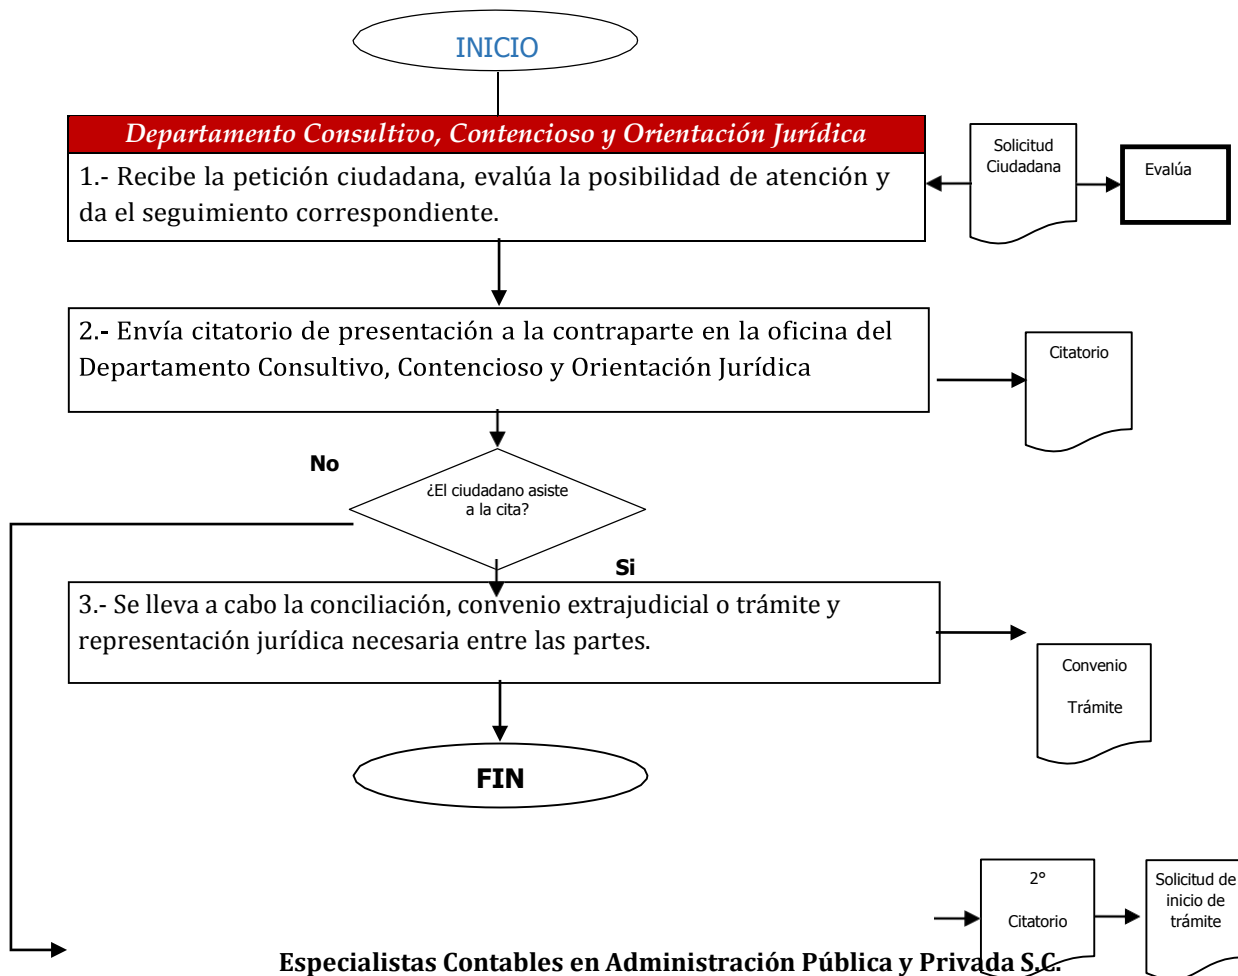 INICIO
Departamento Consultivo, Contencioso y Orientación Jurídica
1.- Recibe la petición ciudadana, evalúa la posibilidad de atención y
da el seguimiento correspondiente.
Solicitud
Ciudadana
Evalúa
2.- Envía citatorio de presentación a la contraparte en la oficina del
Departamento Consultivo, Contencioso y Orientación Jurídica
Citatorio
No
¿El ciudadano asiste
a la cita?
Si
3.- Se lleva a cabo la conciliación, convenio extrajudicial o trámite y
representación jurídica necesaria entre las partes.
Convenio
Trámite
FIN
2°
Citatorio
Solicitud de
inicio de
trámite
Especialistas Contables en Administración Pública y Privada S.C.